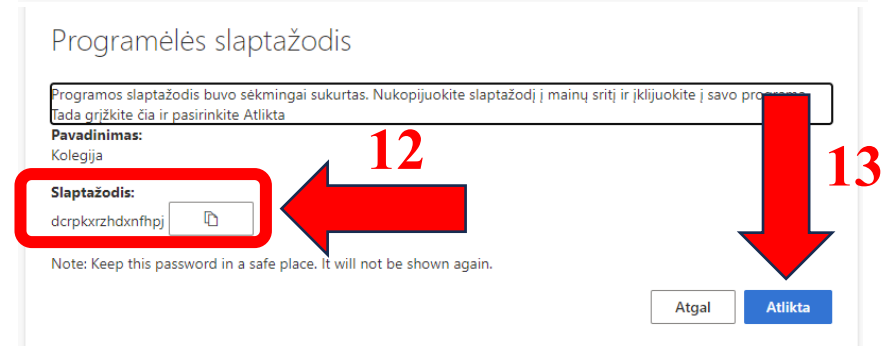 Programėlės slaptažodis
Programos slaptažodis buvo sėkmingai sukurtas. Nukopijuokite slaptažodį į mainų sritį ir įklijuokite į savo
Tada grįžkite čia ir pasirinkite Atlikta
Pavadinimas:
Kolegija
12
13
Slaptažodis:
dcrpkxrzhdxnfhpj
Note: Keep this password in a safe place. It will not be shown again.
Atgal
Atlikta